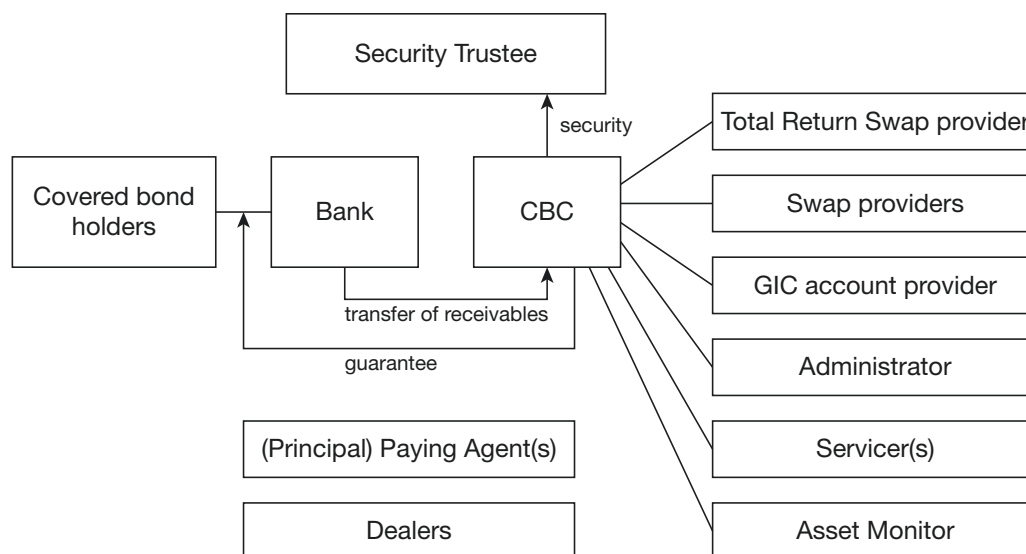 Security Trustee
security
Total Return Swap provider
Covered bond
holders
Bank
CBC
Swap providers
transfer of receivables
GIC account provider
guarantee
Administrator
(Principal) Paying Agent(s)
Servicer(s)
Dealers
Asset Monitor